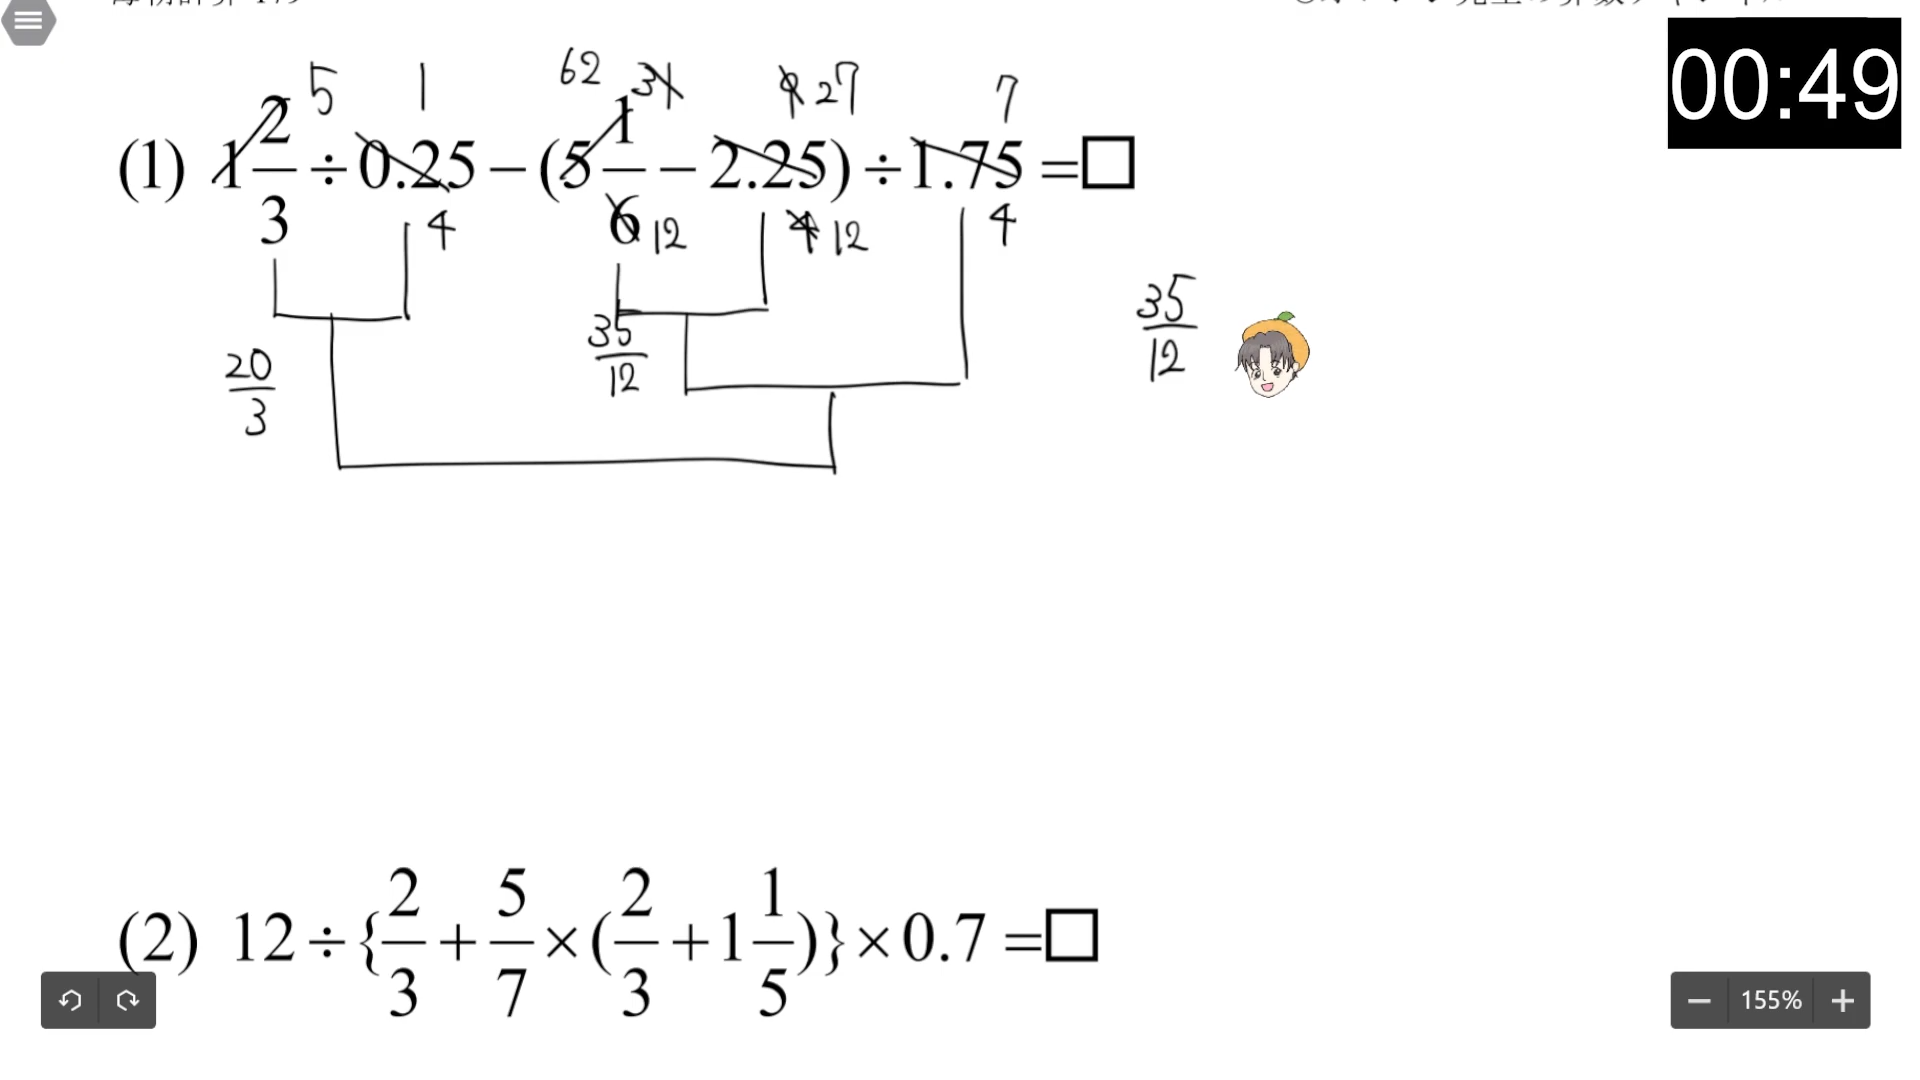 00:49
5 1 62 31 9 27 7
(1) 1 2/3 ÷ 0.25 − (5 1/6 − 2.25) ÷ 1.75 = □
4 12 4 12 4
35/12
20/3 35/12
(2) 12 ÷ {2/3 + 5/7 × (2/3 + 1 1/5)} × 0.7 = □
155%